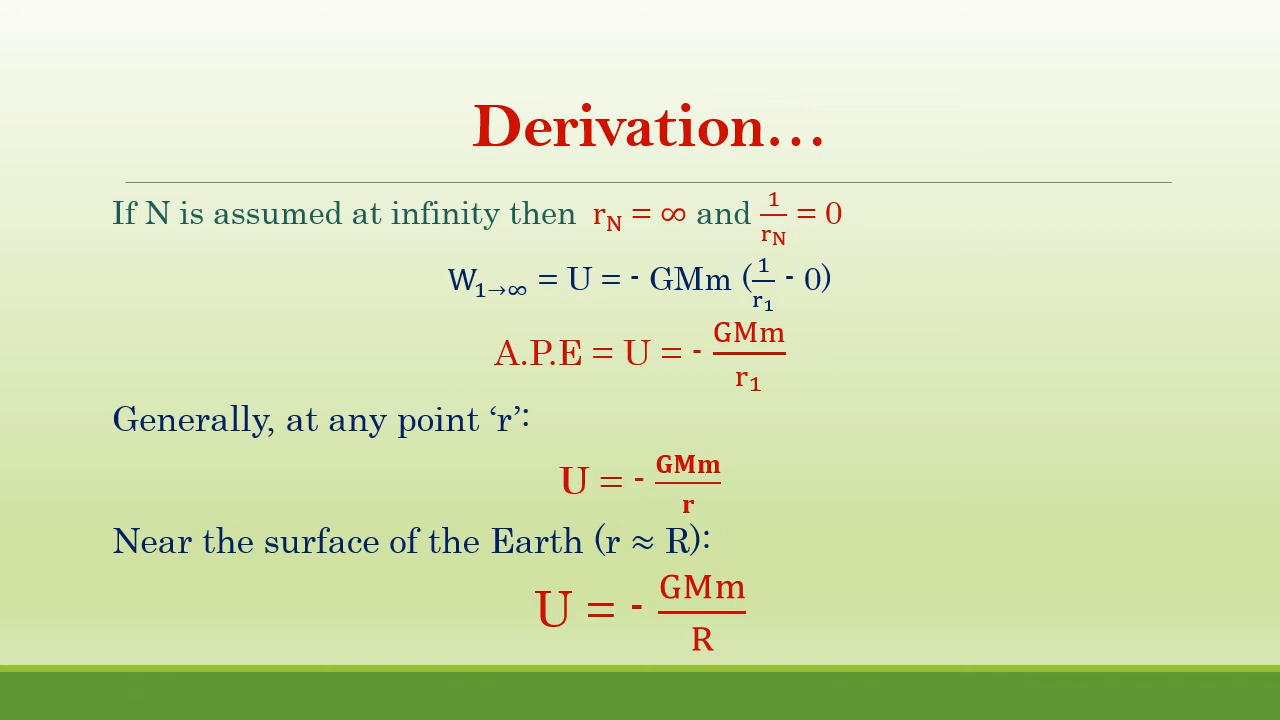 Derivation…
If N is assumed at infinity then r_N = ∞ and 1/r_N = 0
W_1→∞ = U = - GMm (1/r_1 - 0)
A.P.E = U = - GMm/r_1
Generally, at any point ‘r’:
U = - GMm/r
Near the surface of the Earth (r ≈ R):
U = - GMm/R